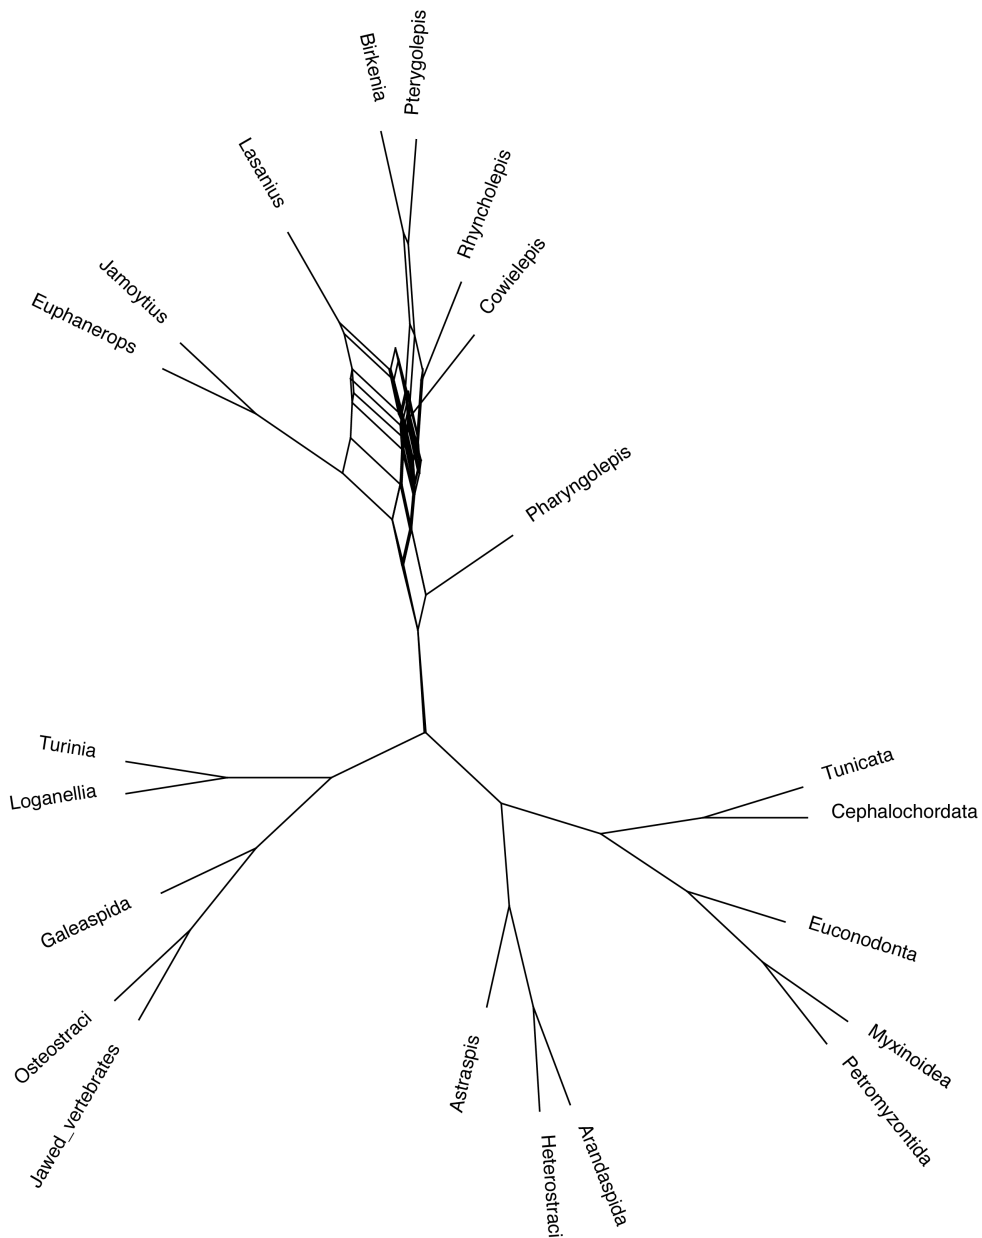 Pterygolepis
Birkenia
Lasanius
Rhyncholepis
Cowielepis
Jamoytius
Euphanerops
Pharyngolepis
Turinia
Tunicata
Loganellia
Cephalochordata
Galeaspida
Euconodonta
Osteostraci
Myxinoidea
Jawed_vertebrates
Astraspis
Petromyzontida
Heterostraci
Arandaspida